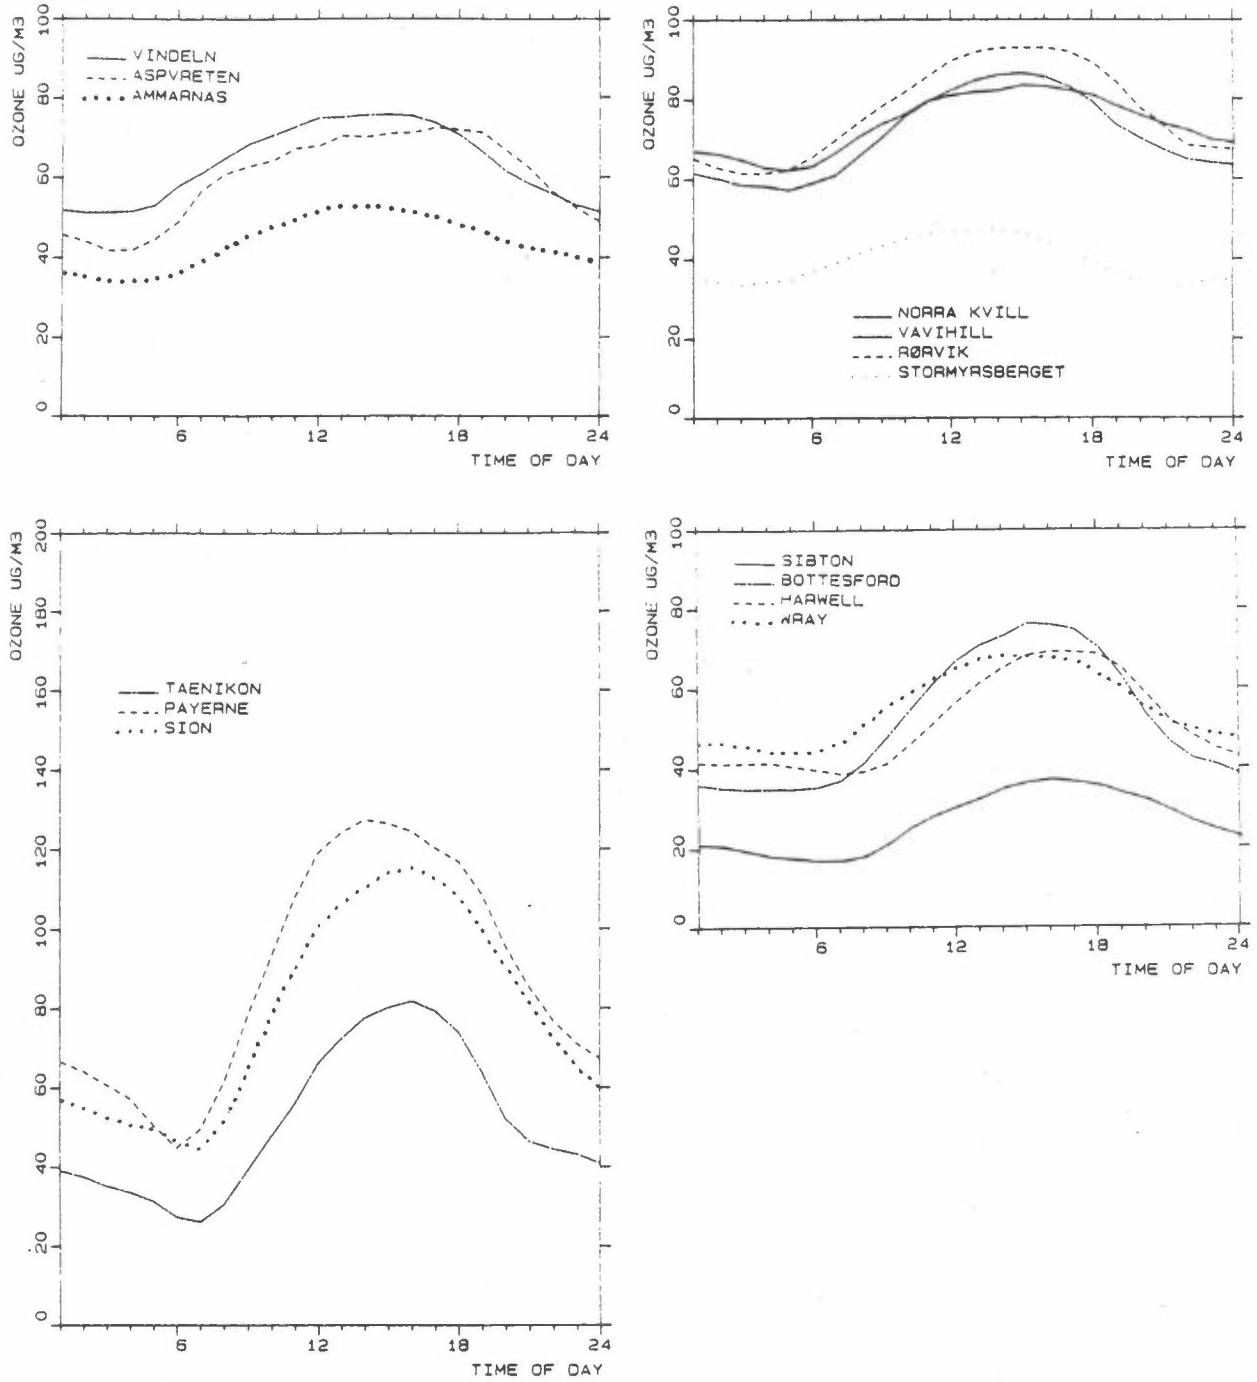 OZONE UG/M3
100
80
60
40
20
0
VINDELN
ASPVRETEN
AMMARNAS
6
12
18
24
TIME OF DAY
OZONE UG/M3
100
80
60
40
20
0
NORRA KVILL
VAVIHILL
RØRVIK
STORMYRSBERGET
6
12
18
24
TIME OF DAY
OZONE UG/M3
200
180
160
140
120
100
80
60
40
20
0
TAENIKON
PAYERNE
SION
6
12
18
24
TIME OF DAY
OZONE UG/M3
100
80
60
40
20
0
SIBTON
BOTTESFORD
HARWELL
WRAY
6
12
18
24
TIME OF DAY